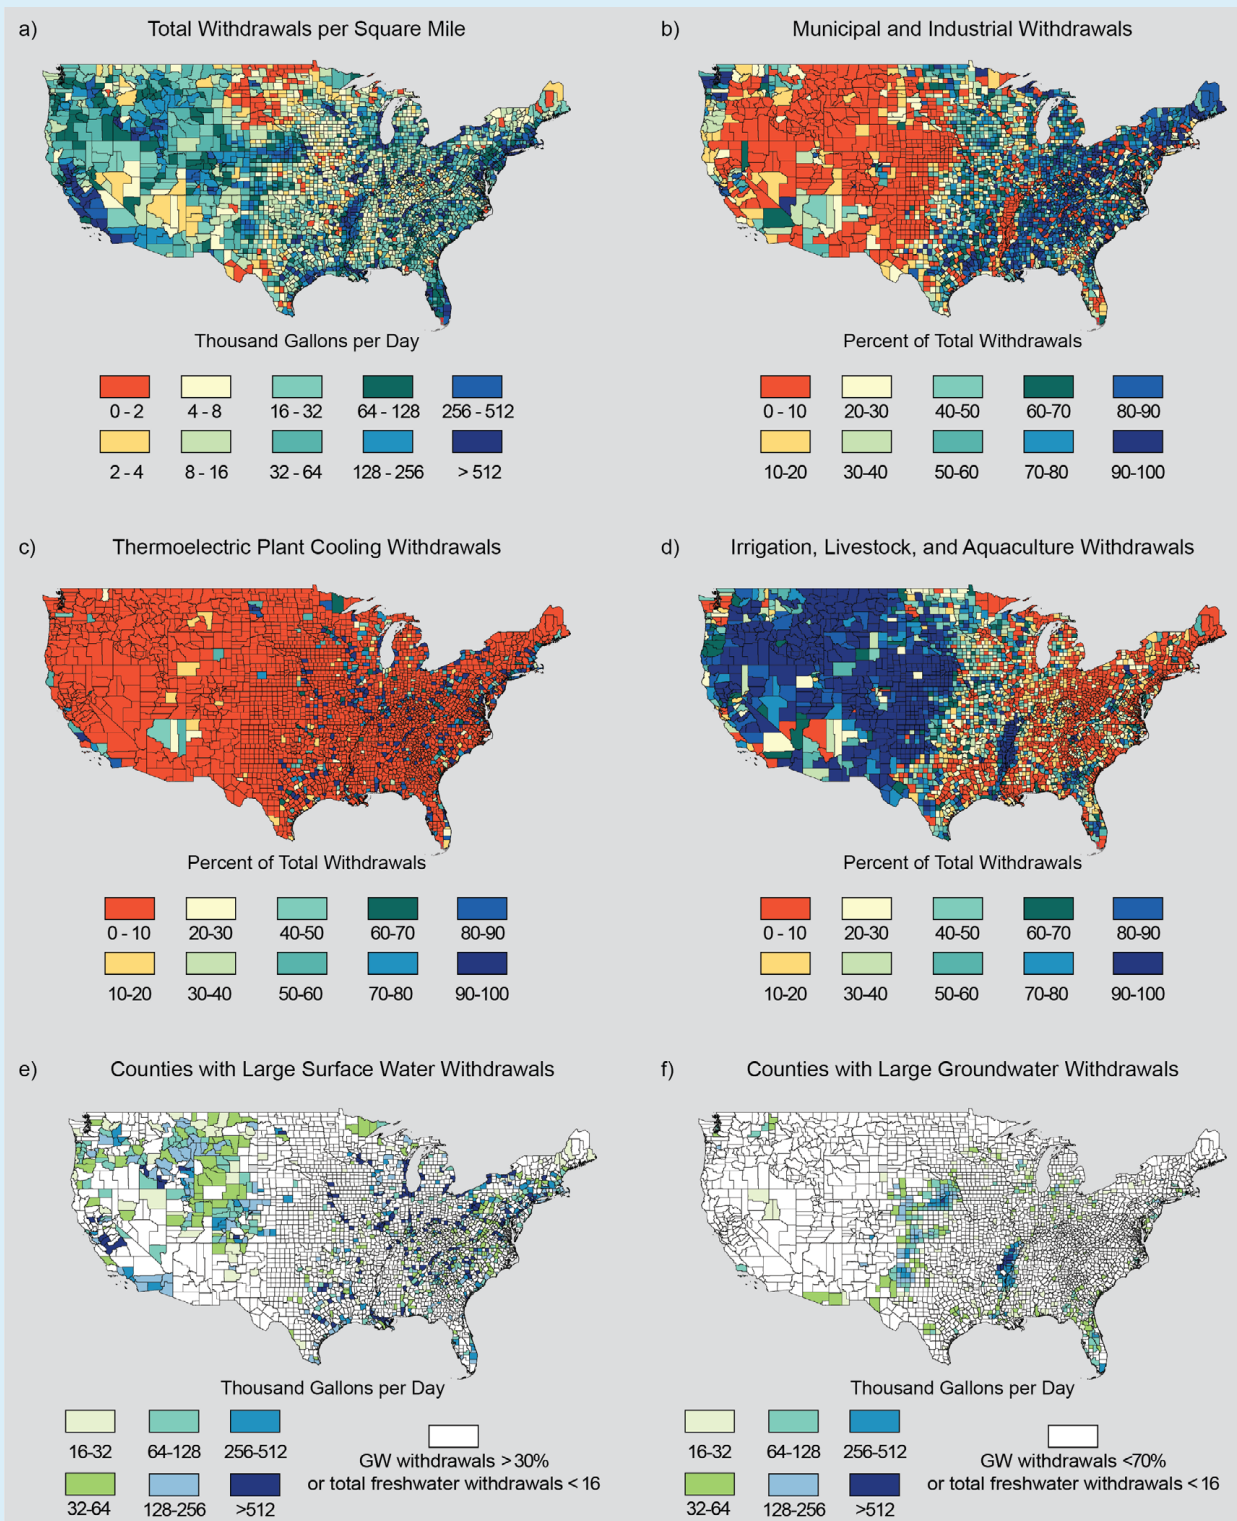 a) Total Withdrawals per Square Mile
Thousand Gallons per Day
0 - 2 4 - 8 16 - 32 64 - 128 256 - 512
2 - 4 8 - 16 32 - 64 128 - 256 > 512
b) Municipal and Industrial Withdrawals
Percent of Total Withdrawals
0 - 10 20-30 40-50 60-70 80-90
10-20 30-40 50-60 70-80 90-100
c) Thermoelectric Plant Cooling Withdrawals
Percent of Total Withdrawals
0 - 10 20-30 40-50 60-70 80-90
10-20 30-40 50-60 70-80 90-100
d) Irrigation, Livestock, and Aquaculture Withdrawals
Percent of Total Withdrawals
0 - 10 20-30 40-50 60-70 80-90
10-20 30-40 50-60 70-80 90-100
e) Counties with Large Surface Water Withdrawals
Thousand Gallons per Day
16-32 64-128 256-512
32-64 128-256 >512
GW withdrawals > 30%
or total freshwater withdrawals < 16
f) Counties with Large Groundwater Withdrawals
Thousand Gallons per Day
16-32 64-128 256-512
32-64 128-256 >512
GW withdrawals <70%
or total freshwater withdrawals < 16